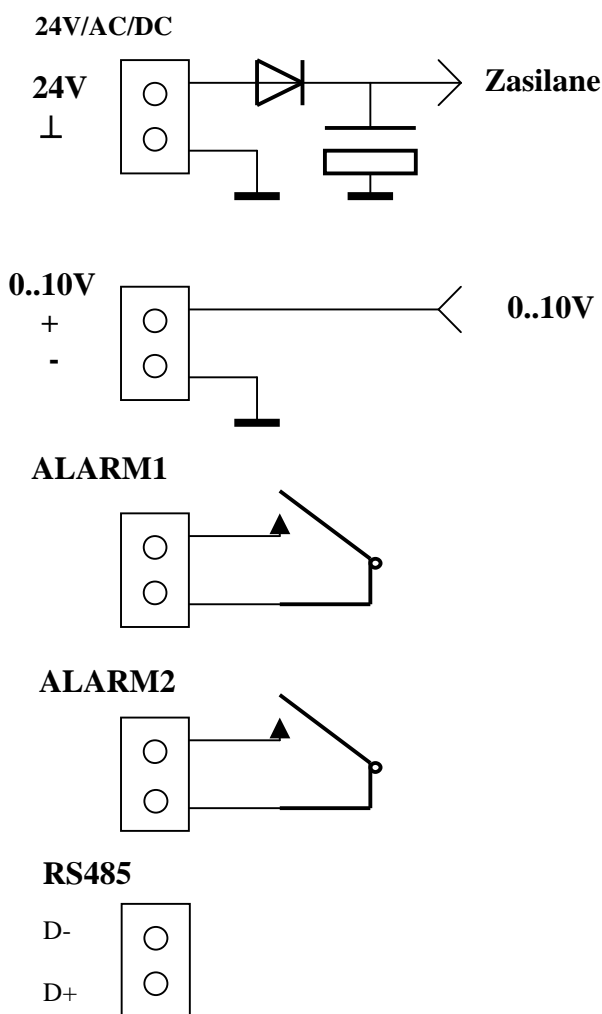 24V/AC/DC
24V
⊥
Zasilane
0..10V
+
-
0..10V
ALARM1
ALARM2
RS485
D-
D+